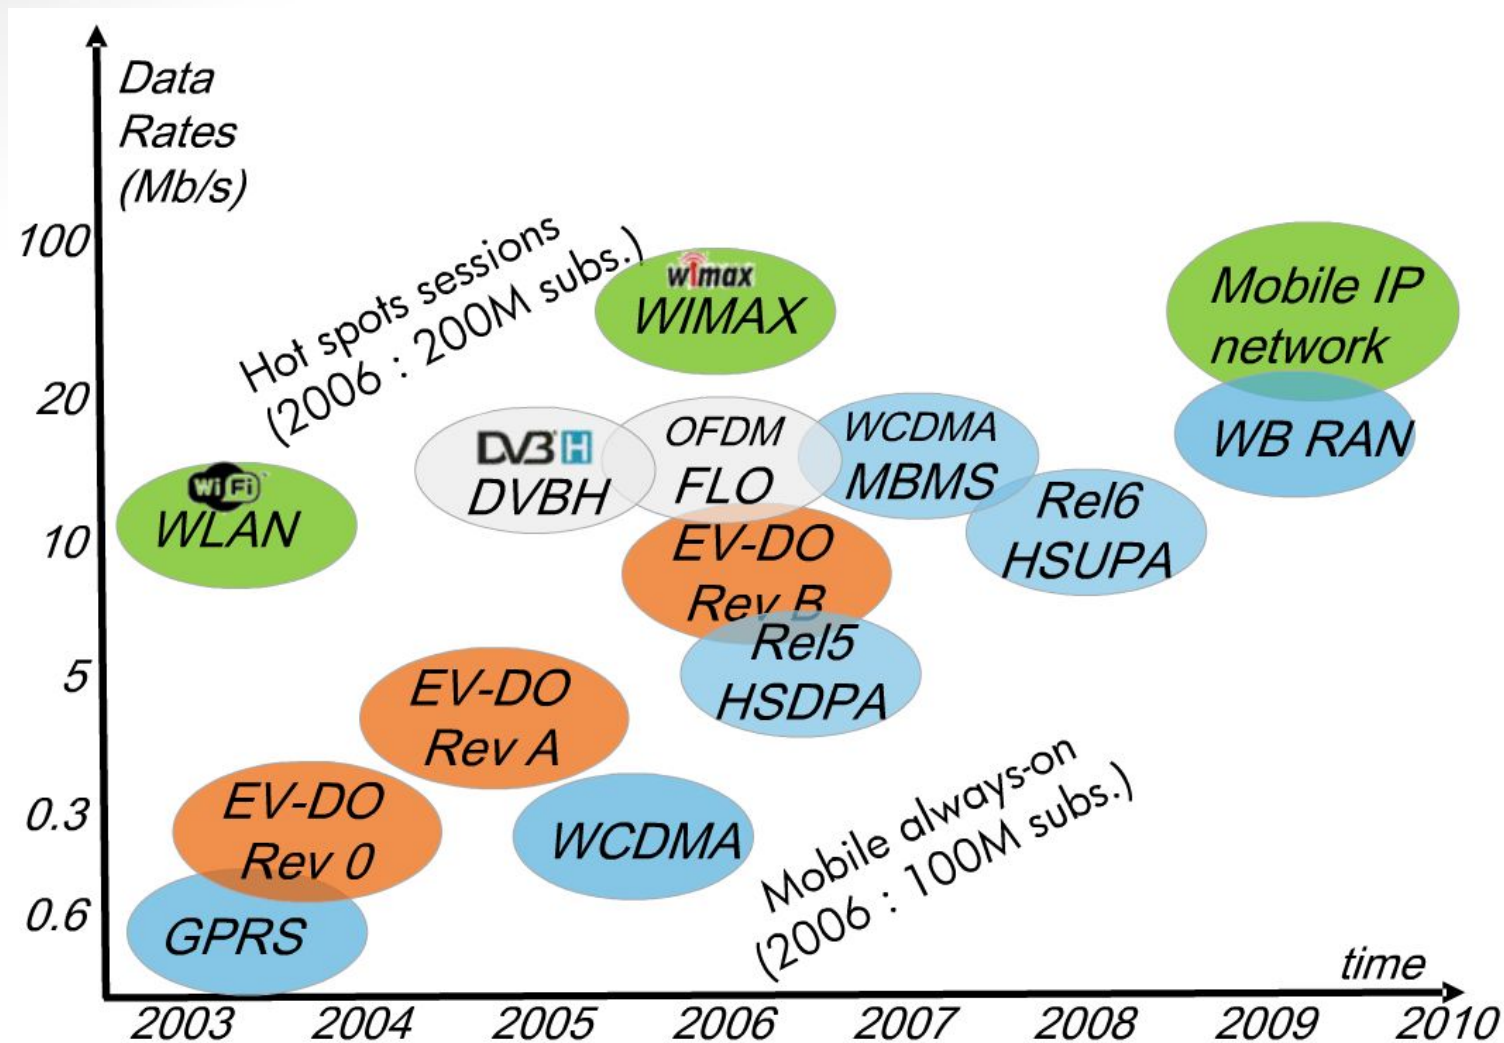 Data
Rates
(Mb/s)
100
20
10
5
0.3
0.6
Hot spots sessions
(2006 : 200M subs.)
wimax
WIMAX
Mobile IP
network
WB RAN
DVB H
DVBH
OFDM
FLO
WCDMA
MBMS
Wi Fi
WLAN
Rel6
HSUPA
EV-DO
Rev B
Rel5
HSDPA
EV-DO
Rev A
EV-DO
Rev 0
WCDMA
GPRS
Mobile always-on
(2006 : 100M subs.)
time
2003 2004 2005 2006 2007 2008 2009 2010